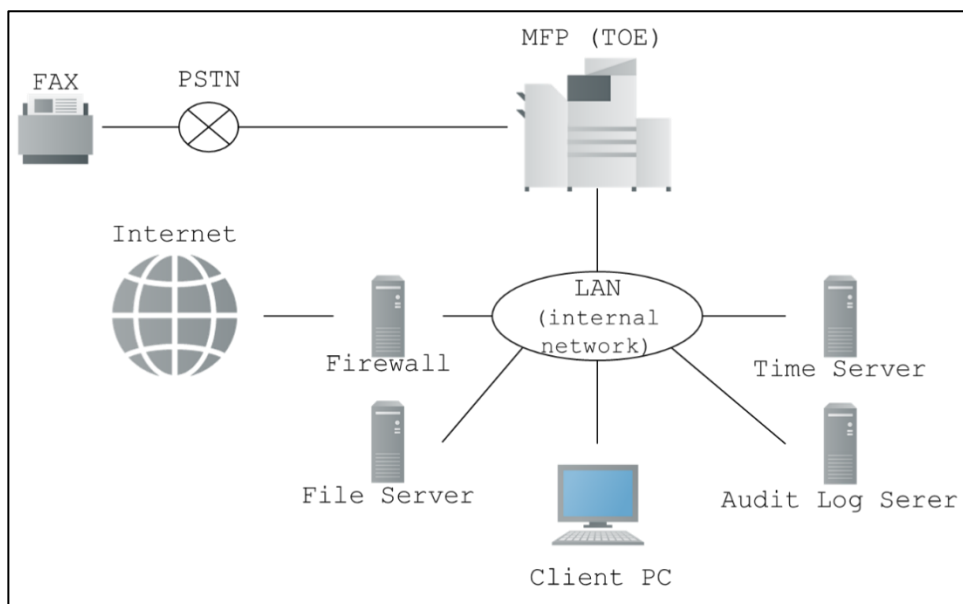 MFP (TOE)
FAX
PSTN
Internet
LAN
(internal
network)
Firewall
Time Server
File Server
Audit Log Serer
Client PC